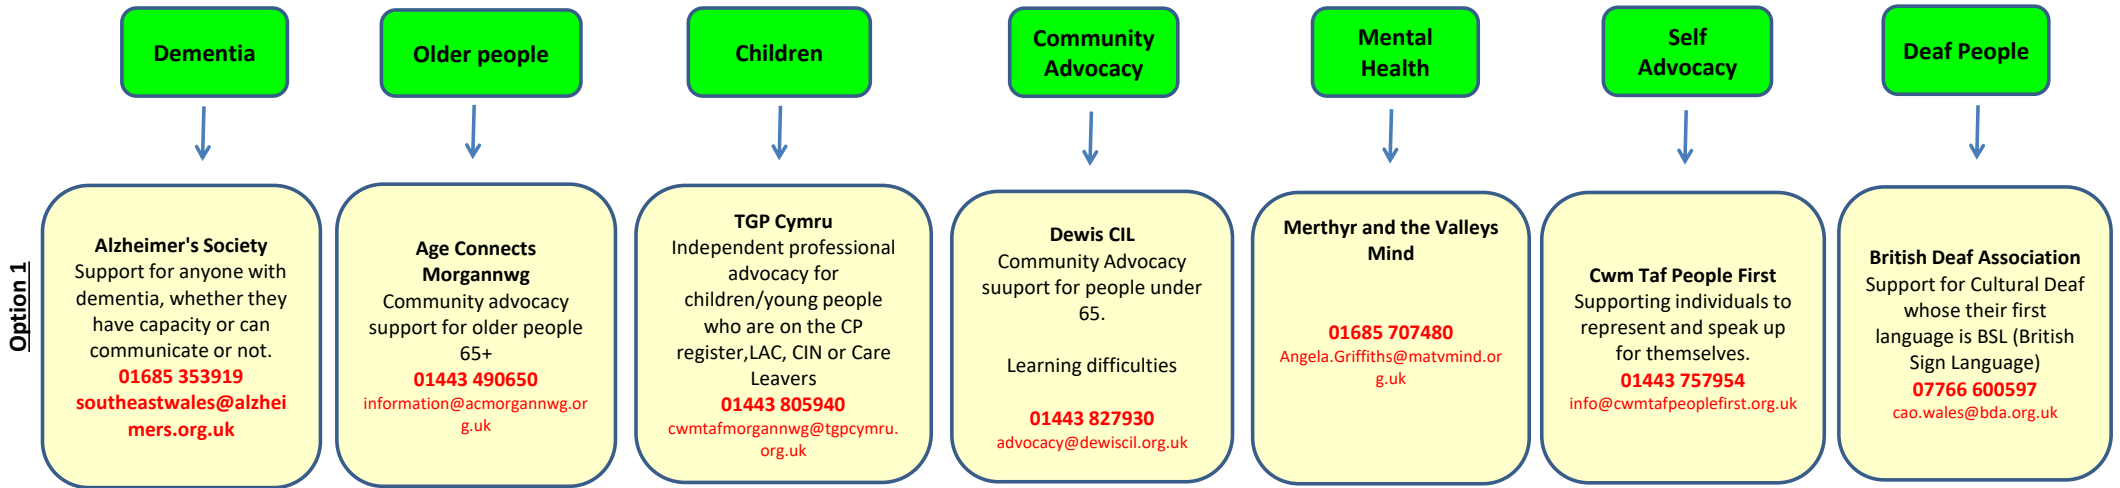 Dementia
Older people
Children
Community
Advocacy
Mental
Health
Self
Advocacy
Deaf People
Option 1
Alzheimer's Society
Support for anyone with
dementia, whether they
have capacity or can
communicate or not.
01685 353919
southeastwales@alzhei
mers.org.uk
Age Connects
Morgannwg
Community advocacy
support for older people
65+
01443 490650
information@acmorgannwg.or
g.uk
TGP Cymru
Independent professional
advocacy for
children/young people
who are on the CP
register,LAC, CIN or Care
Leavers
01443 805940
cwmtafmorgannwg@tgpcymru.
org.uk
Dewis CIL
Community Advocacy
suuport for people under
65.
Learning difficulties
01443 827930
advocacy@dewiscil.org.uk
Merthyr and the Valleys
Mind
01685 707480
Angela.Griffiths@matvmind.or
g.uk
Cwm Taf People First
Supporting individuals to
represent and speak up
for themselves.
01443 757954
info@cwmtafpeoplefirst.org.uk
British Deaf Association
Support for Cultural Deaf
whose their first
language is BSL (British
Sign Language)
07766 600597
cao.wales@bda.org.uk